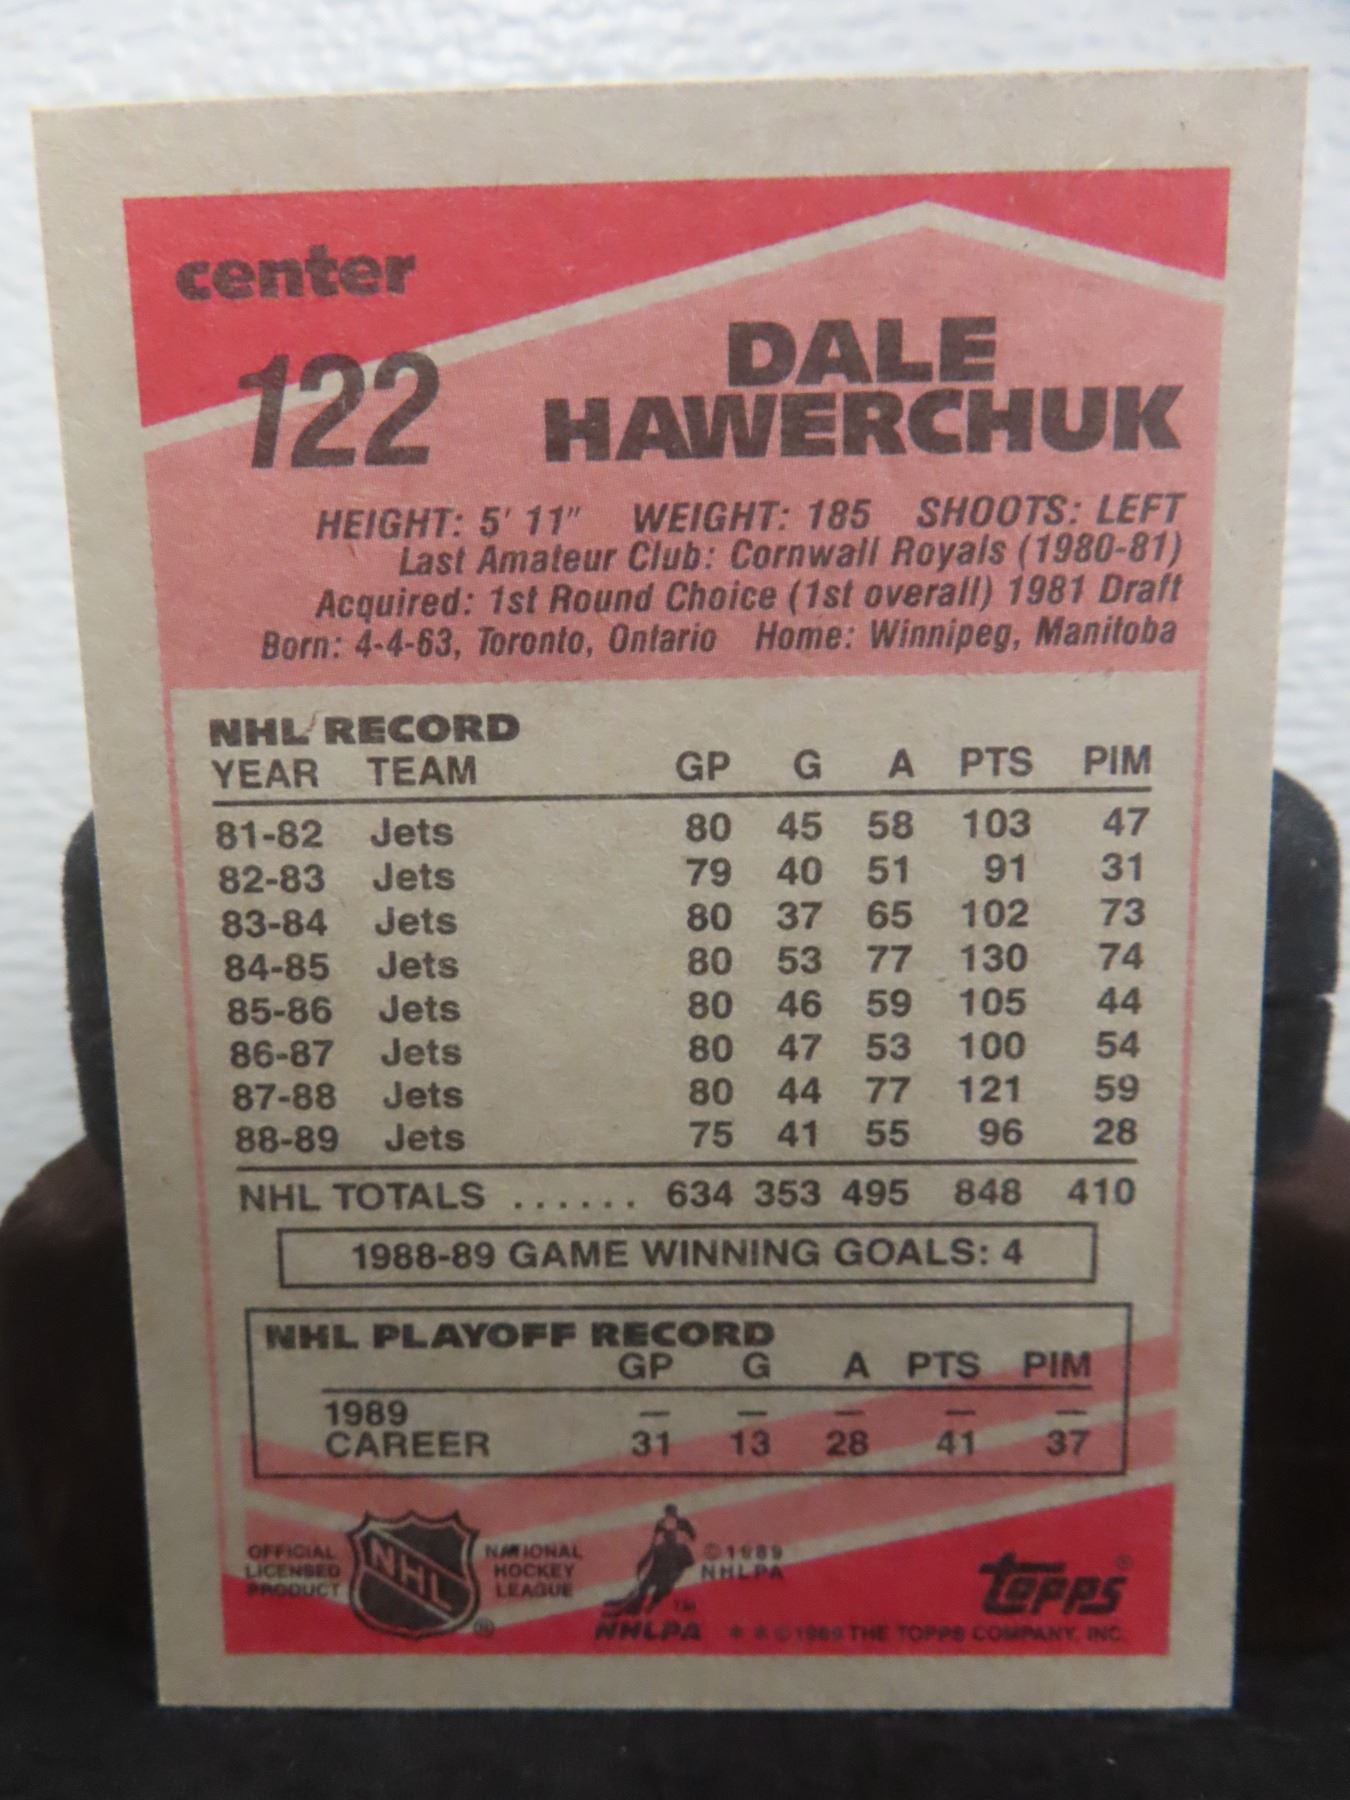 center
122
DALE
HAWERCHUK
HEIGHT: 5' 11" WEIGHT: 185 SHOOTS: LEFT
Last Amateur Club: Cornwall Royals (1980-81)
Acquired: 1st Round Choice (1st overall) 1981 Draft
Born: 4-4-63, Toronto, Ontario Home: Winnipeg, Manitoba
NHL RECORD
YEAR TEAM GP G A PTS PIM
81-82 Jets 80 45 58 103 47
82-83 Jets 79 40 51 91 31
83-84 Jets 80 37 65 102 73
84-85 Jets 80 53 77 130 74
85-86 Jets 80 46 59 105 44
86-87 Jets 80 47 53 100 54
87-88 Jets 80 44 77 121 59
88-89 Jets 75 41 55 96 28
NHL TOTALS ...... 634 353 495 848 410
1988-89 GAME WINNING GOALS: 4
NHL PLAYOFF RECORD
GP G A PTS PIM
1989 — — — — —
CAREER 31 13 28 41 37
OFFICIAL LICENSED PRODUCT
NHL ®
NATIONAL HOCKEY LEAGUE
©1989 NHLPA
TM
NHLPA
topps ®
* * ©1989 THE TOPPS COMPANY, INC.